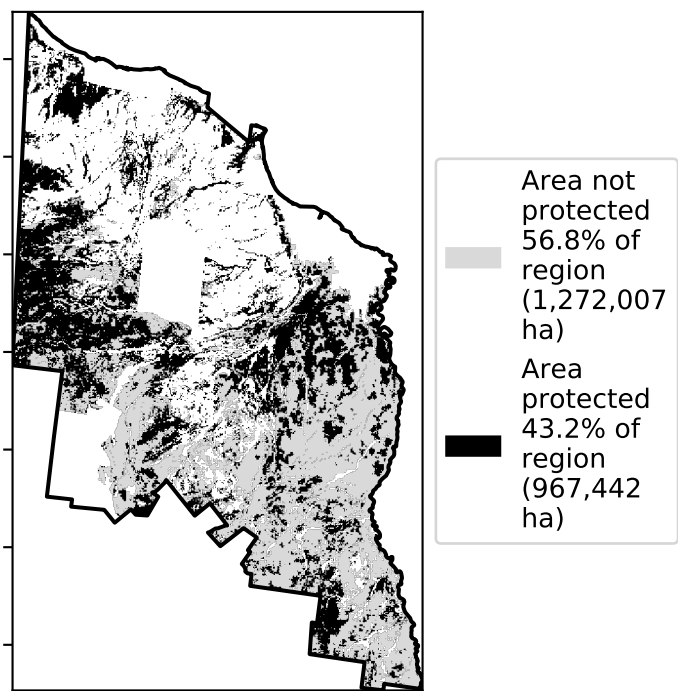 Area not
protected
56.8% of
region
(1,272,007
ha)
Area
protected
43.2% of
region
(967,442
ha)